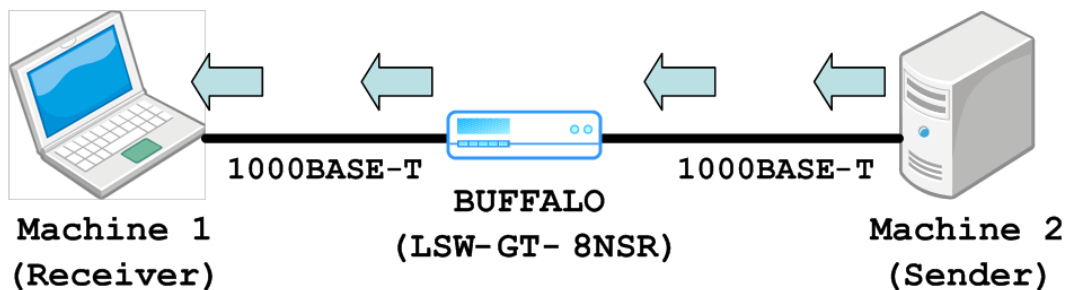 1000BASE-T
1000BASE-T
BUFFALO
(LSW-GT- 8NSR)
Machine 1
(Receiver)
Machine 2
(Sender)